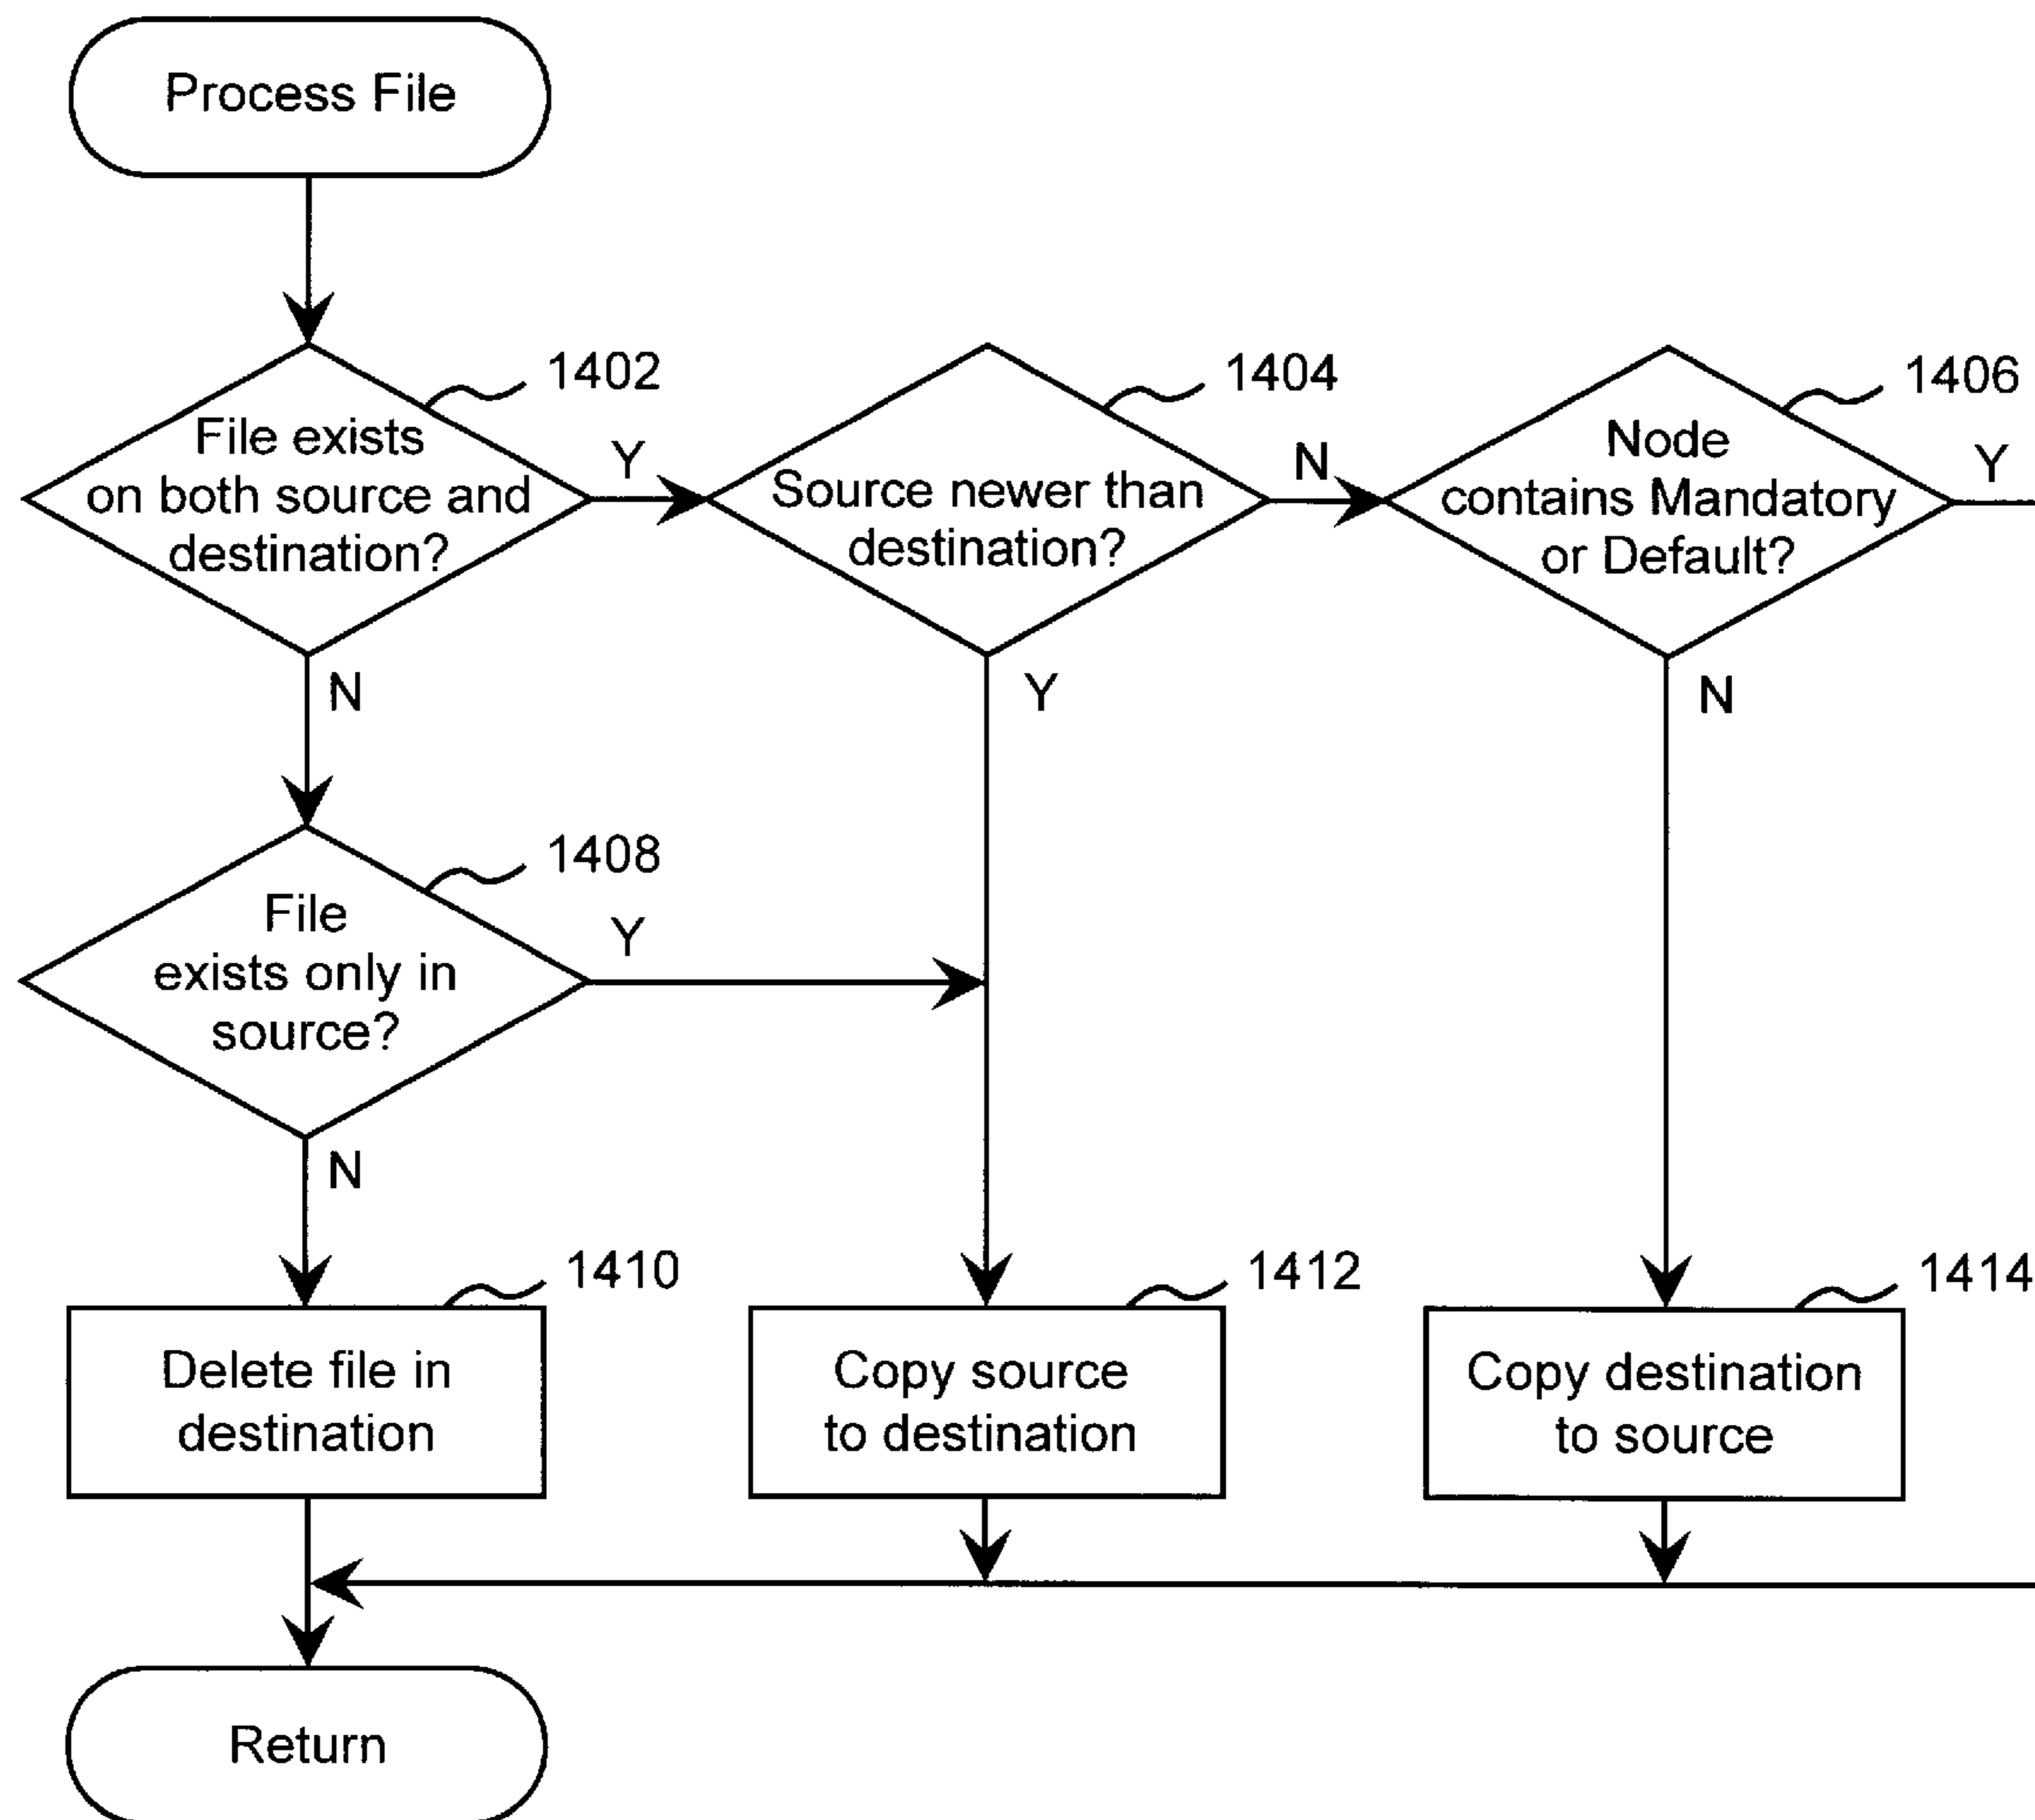 Process File
1402
File exists
on both source and
destination?
Y
N
1404
Source newer than
destination?
N
Y
1406
Node
contains Mandatory
or Default?
Y
N
1408
File
exists only in
source?
Y
N
1410
Delete file in
destination
1412
Copy source
to destination
1414
Copy destination
to source
Return